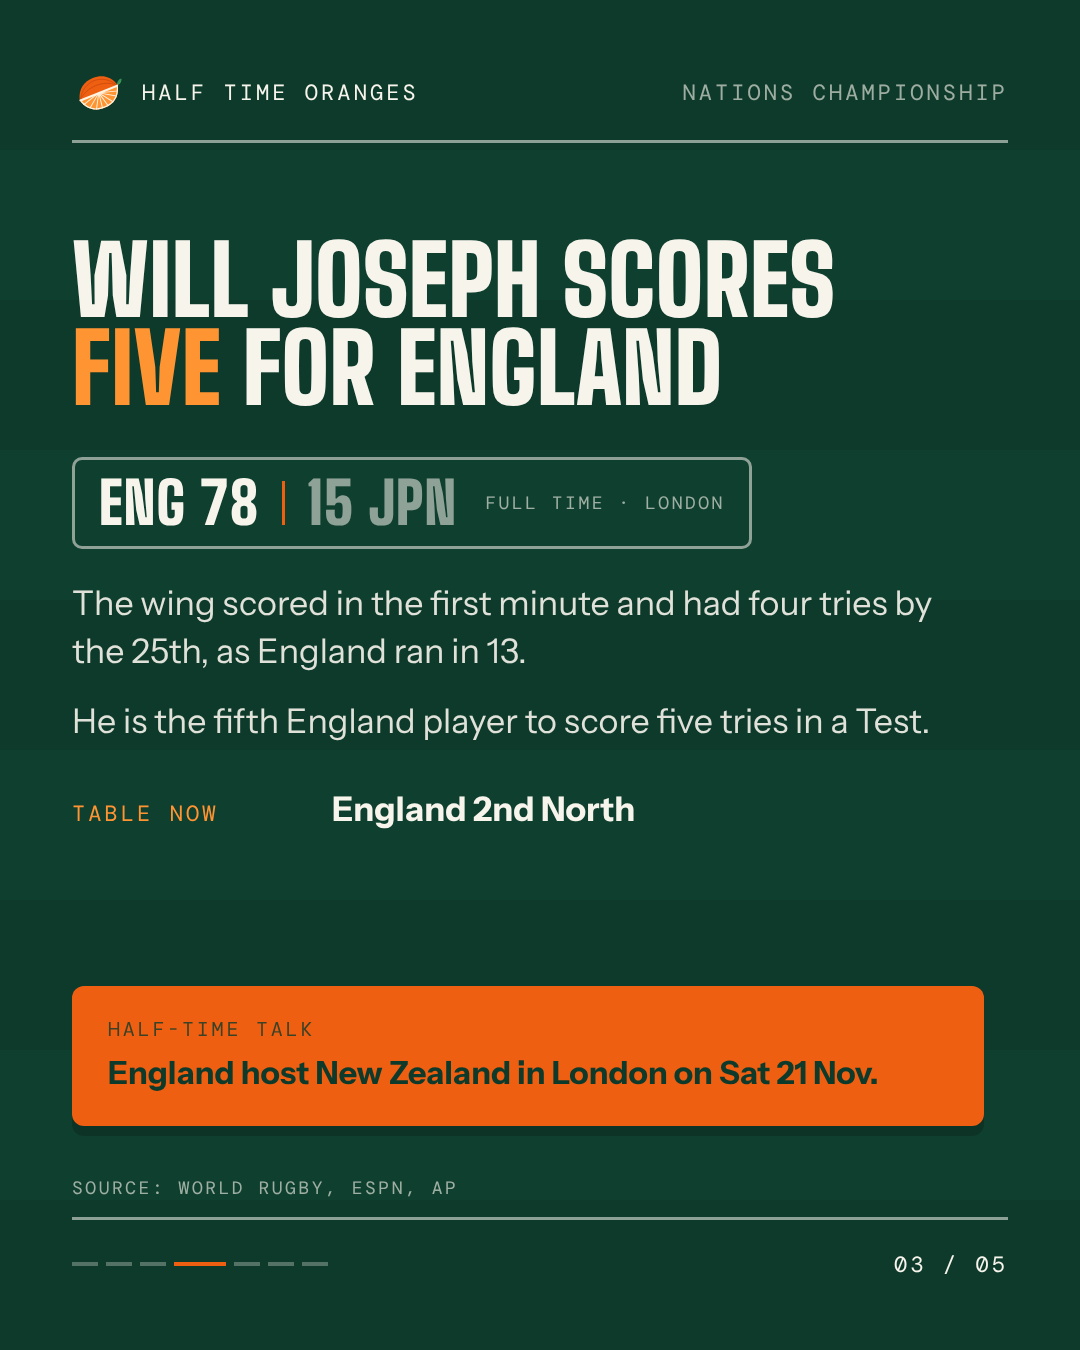 HALF TIME ORANGES
NATIONS CHAMPIONSHIP
WILL JOSEPH SCORES
FIVE FOR ENGLAND
ENG 78 | 15 JPN FULL TIME · LONDON
The wing scored in the first minute and had four tries by
the 25th, as England ran in 13.
He is the fifth England player to score five tries in a Test.
TABLE NOW England 2nd North
HALF-TIME TALK
England host New Zealand in London on Sat 21 Nov.
SOURCE: WORLD RUGBY, ESPN, AP
03 / 05